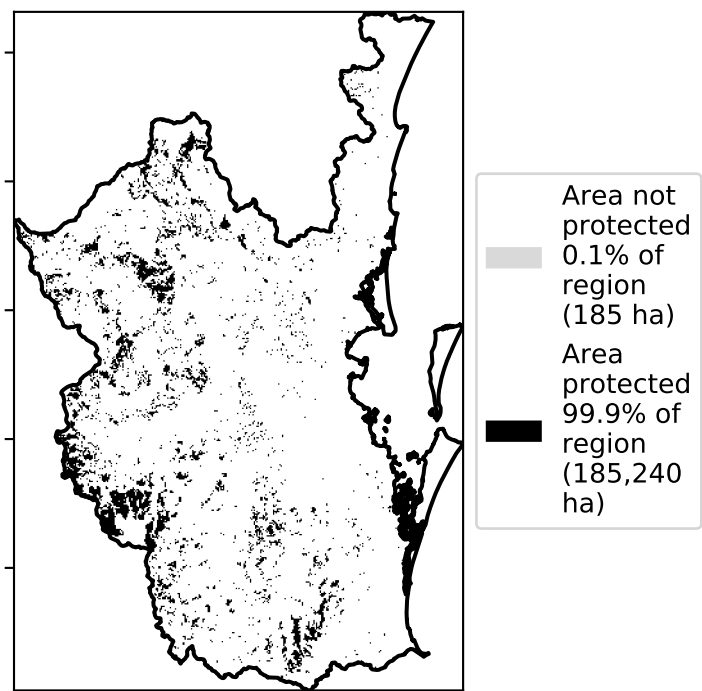 Area not
protected
0.1% of
region
(185 ha)
Area
protected
99.9% of
region
(185,240
ha)